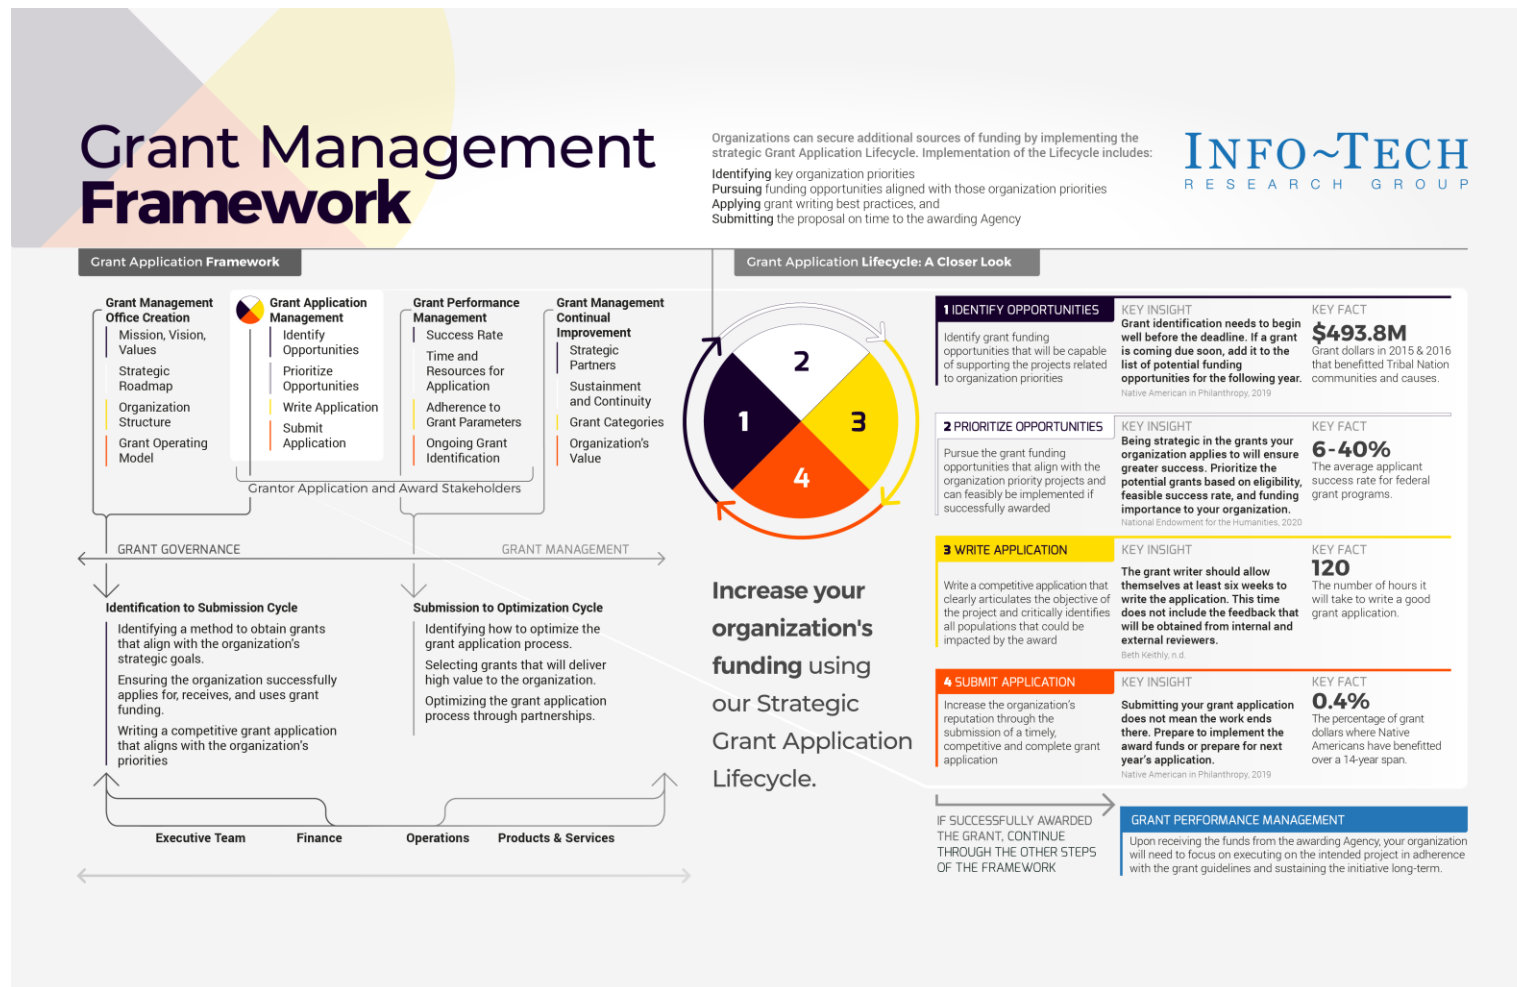 Grant Management
Framework
Organizations can secure additional sources of funding by implementing the
strategic Grant Application Lifecycle. Implementation of the Lifecycle includes:
Identifying key organization priorities
Pursuing funding opportunities aligned with those organization priorities
Applying grant writing best practices, and
Submitting the proposal on time to the awarding Agency
INFO~TECH
RESEARCH GROUP
Grant Application Framework
Grant Management
Office Creation
Mission, Vision,
Values
Strategic
Roadmap
Organization
Structure
Grant Operating
Model
Grant Application
Management
Identify
Opportunities
Prioritize
Opportunities
Write Application
Submit
Application
Grant Performance
Management
Success Rate
Time and
Resources for
Application
Adherence to
Grant Parameters
Ongoing Grant
Identification
Grant Management
Continual
Improvement
Strategic
Partners
Sustainment
and Continuity
Grant Categories
Organization's
Value
Grantor Application and Award Stakeholders
GRANT GOVERNANCE
GRANT MANAGEMENT
Identification to Submission Cycle
Identifying a method to obtain grants
that align with the organization's
strategic goals.
Ensuring the organization successfully
applies for, receives, and uses grant
funding.
Writing a competitive grant application
that aligns with the organization's
priorities
Submission to Optimization Cycle
Identifying how to optimize the
grant application process.
Selecting grants that will deliver
high value to the organization.
Optimizing the grant application
process through partnerships.
Executive Team
Finance
Operations
Products & Services
Grant Application Lifecycle: A Closer Look
1
2
3
4
Increase your
organization's
funding using
our Strategic
Grant Application
Lifecycle.
1 IDENTIFY OPPORTUNITIES
Identify grant funding
opportunities that will be capable
of supporting the projects related
to organization priorities
KEY INSIGHT
Grant identification needs to begin
well before the deadline. If a grant
is coming due soon, add it to the
list of potential funding
opportunities for the following year.
Native American in Philanthropy, 2019
KEY FACT
$493.8M
Grant dollars in 2015 & 2016
that benefitted Tribal Nation
communities and causes.
2 PRIORITIZE OPPORTUNITIES
Pursue the grant funding
opportunities that align with the
organization priority projects and
can feasibly be implemented if
successfully awarded
KEY INSIGHT
Being strategic in the grants your
organization applies to will ensure
greater success. Prioritize the
potential grants based on eligibility,
feasible success rate, and funding
importance to your organization.
National Endowment for the Humanities, 2020
KEY FACT
6-40%
The average applicant
success rate for federal
grant programs.
3 WRITE APPLICATION
Write a competitive application that
clearly articulates the objective of
the project and critically identifies
all populations that could be
impacted by the award
KEY INSIGHT
The grant writer should allow
themselves at least six weeks to
write the application. This time
does not include the feedback that
will be obtained from internal and
external reviewers.
Beth Keithly, n.d.
KEY FACT
120
The number of hours it
will take to write a good
grant application.
4 SUBMIT APPLICATION
Increase the organization's
reputation through the
submission of a timely,
competitive and complete grant
application
KEY INSIGHT
Submitting your grant application
does not mean the work ends
there. Prepare to implement the
award funds or prepare for next
year's application.
Native American in Philanthropy, 2019
KEY FACT
0.4%
The percentage of grant
dollars where Native
Americans have benefitted
over a 14-year span.
IF SUCCESSFULLY AWARDED
THE GRANT, CONTINUE
THROUGH THE OTHER STEPS
OF THE FRAMEWORK
GRANT PERFORMANCE MANAGEMENT
Upon receiving the funds from the awarding Agency, your organization
will need to focus on executing on the intended project in adherence
with the grant guidelines and sustaining the initiative long-term.